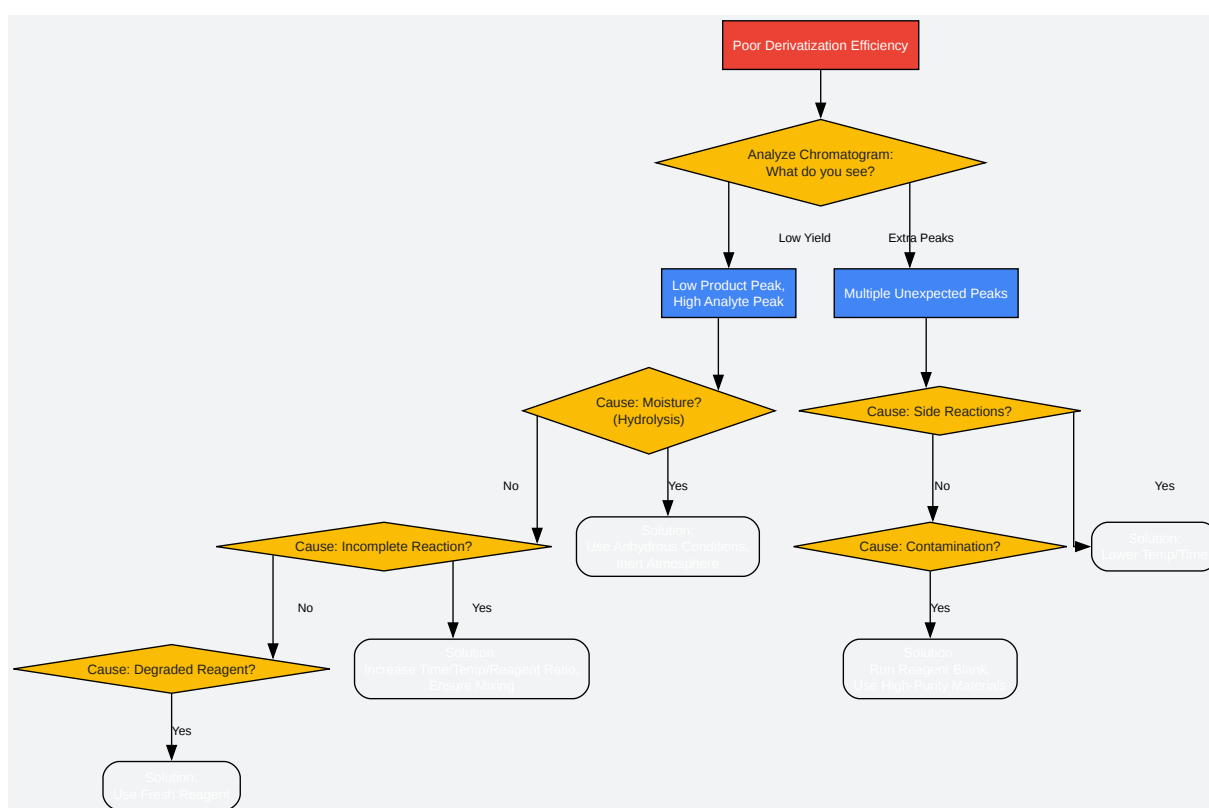 Poor Derivatization Efficiency
Analyze Chromatogram:
What do you see?
Low Yield
Extra Peaks
Low Product Peak,
High Analyte Peak
Multiple Unexpected Peaks
Cause: Moisture?
(Hydrolysis)
Cause: Side Reactions?
No
Yes
No
Yes
Cause: Incomplete Reaction?
Solution:
Use Anhydrous Conditions,
Inert Atmosphere
Cause: Contamination?
Solution:
Lower Temp/Time
No
Yes
Yes
Cause: Degraded Reagent?
Solution:
Increase Time/Temp/Reagent Ratio,
Ensure Mixing
Solution:
Run Reagent Blank,
Use High-Purity Materials
Yes
Solution:
Use Fresh Reagent